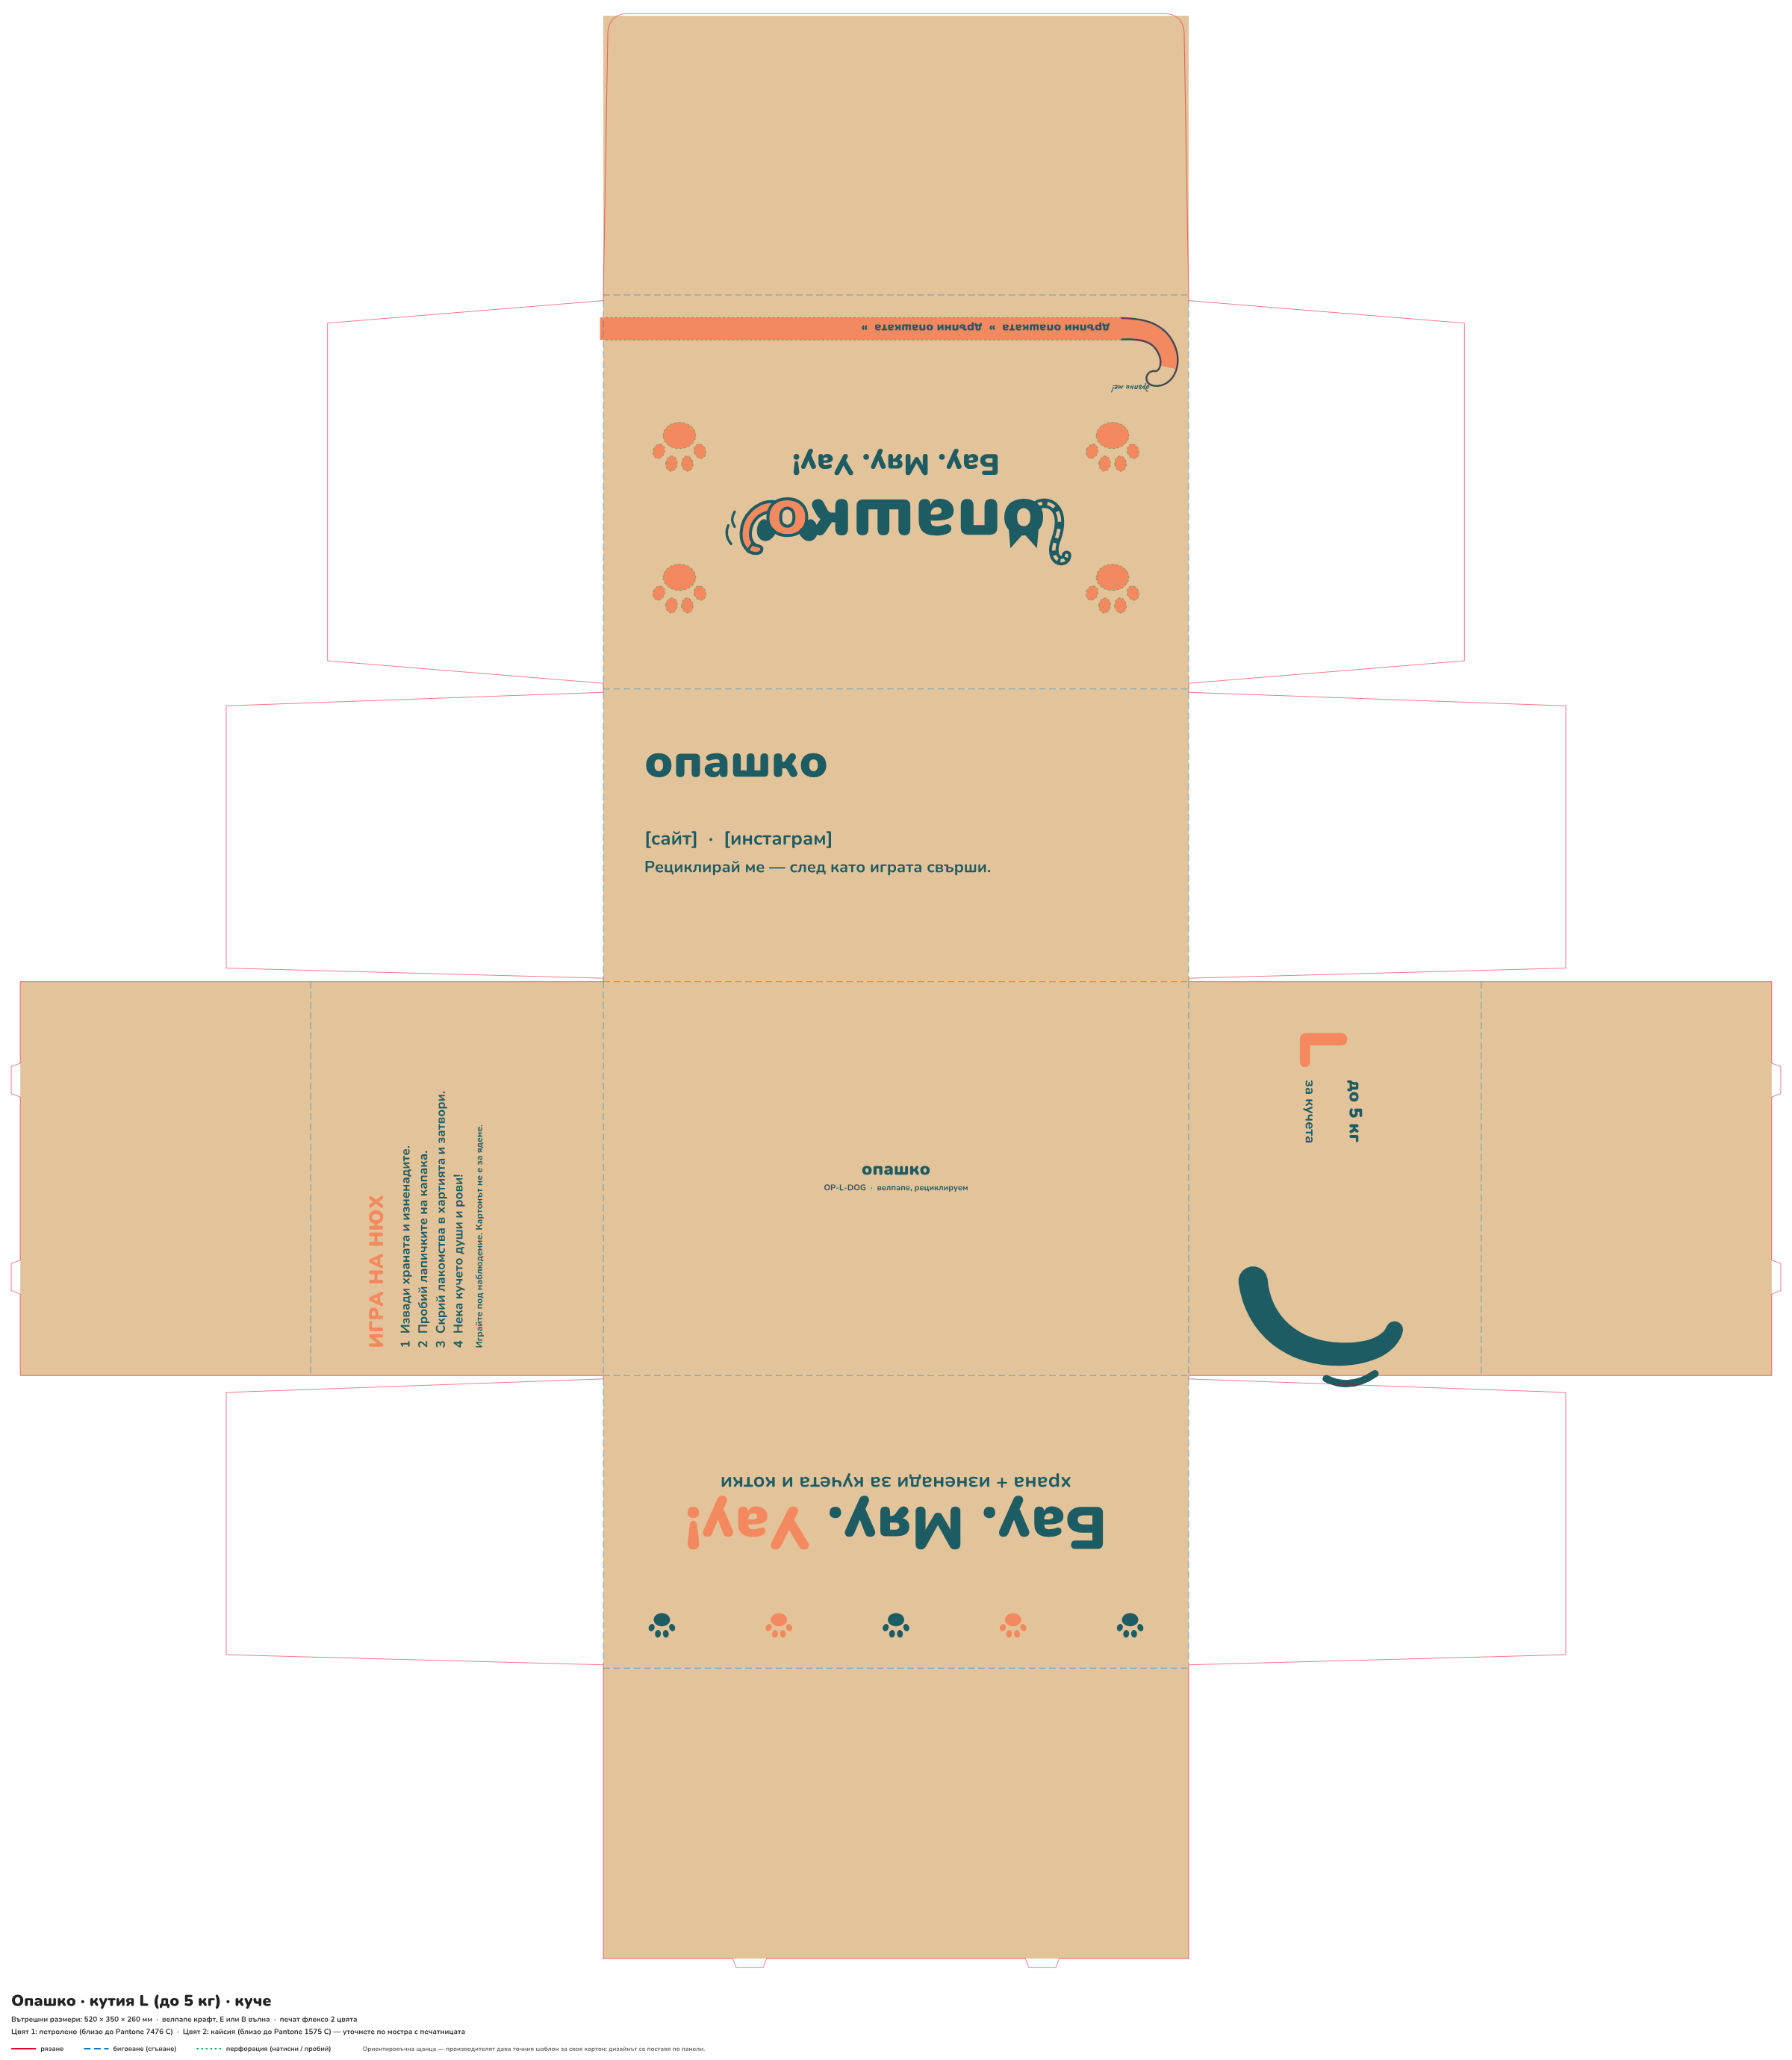 дръпни опашката » дръпни опашката »
дръпни ме!
Бау. Мяу. Уау!
опашко
опашко
[сайт] · [инстаграм]
Рециклирай ме — след като играта свърши.
ИГРА НА НЮХ
1 Извади храната и изненадите.
2 Пробий лапичките на капака.
3 Скрий лакомства в хартията и затвори.
4 Нека кучето души и рови!
Играйте под наблюдение. Картонът не е за ядене.
опашко
OP-L-DOG · велпапе, рециклируем
L
до 5 кг
за кучета
Бау. Мяу. Уау!
храна + изненади за кучета и котки
Опашко · кутия L (до 5 кг) · куче
Вътрешни размери: 520 × 350 × 260 мм · велпапе крафт, Е или В вълна · печат флексо 2 цвята
Цвят 1: петролено (близо до Pantone 7476 C) · Цвят 2: кайсия (близо до Pantone 1575 C) — уточнете по мостра с печатницата
рязане
биговане (сгъване)
перфорация (натисни / пробий)
Ориентировъчна щанца — производителят дава точния шаблон за своя картон; дизайнът се поставя по панели.